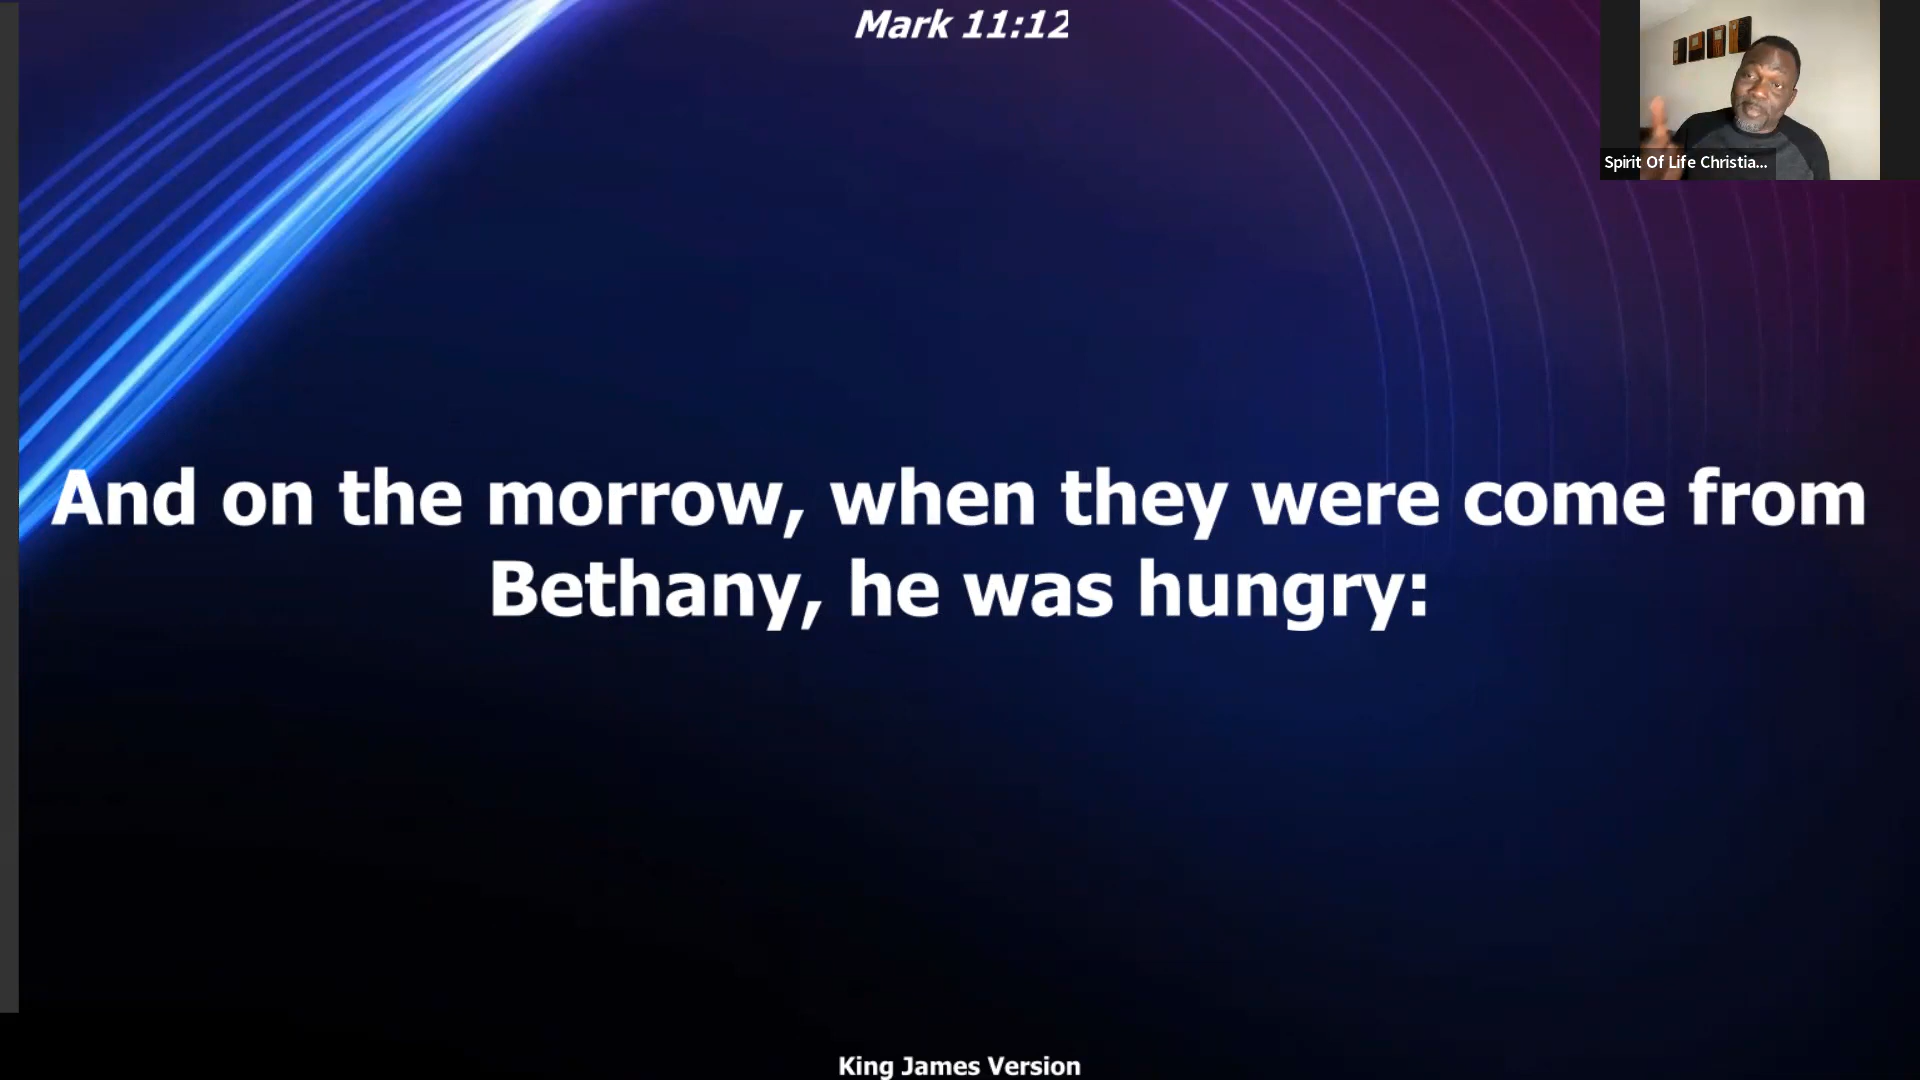 Mark 11:12
Spirit Of Life Christia...
And on the morrow, when they were come from
Bethany, he was hungry:
King James Version